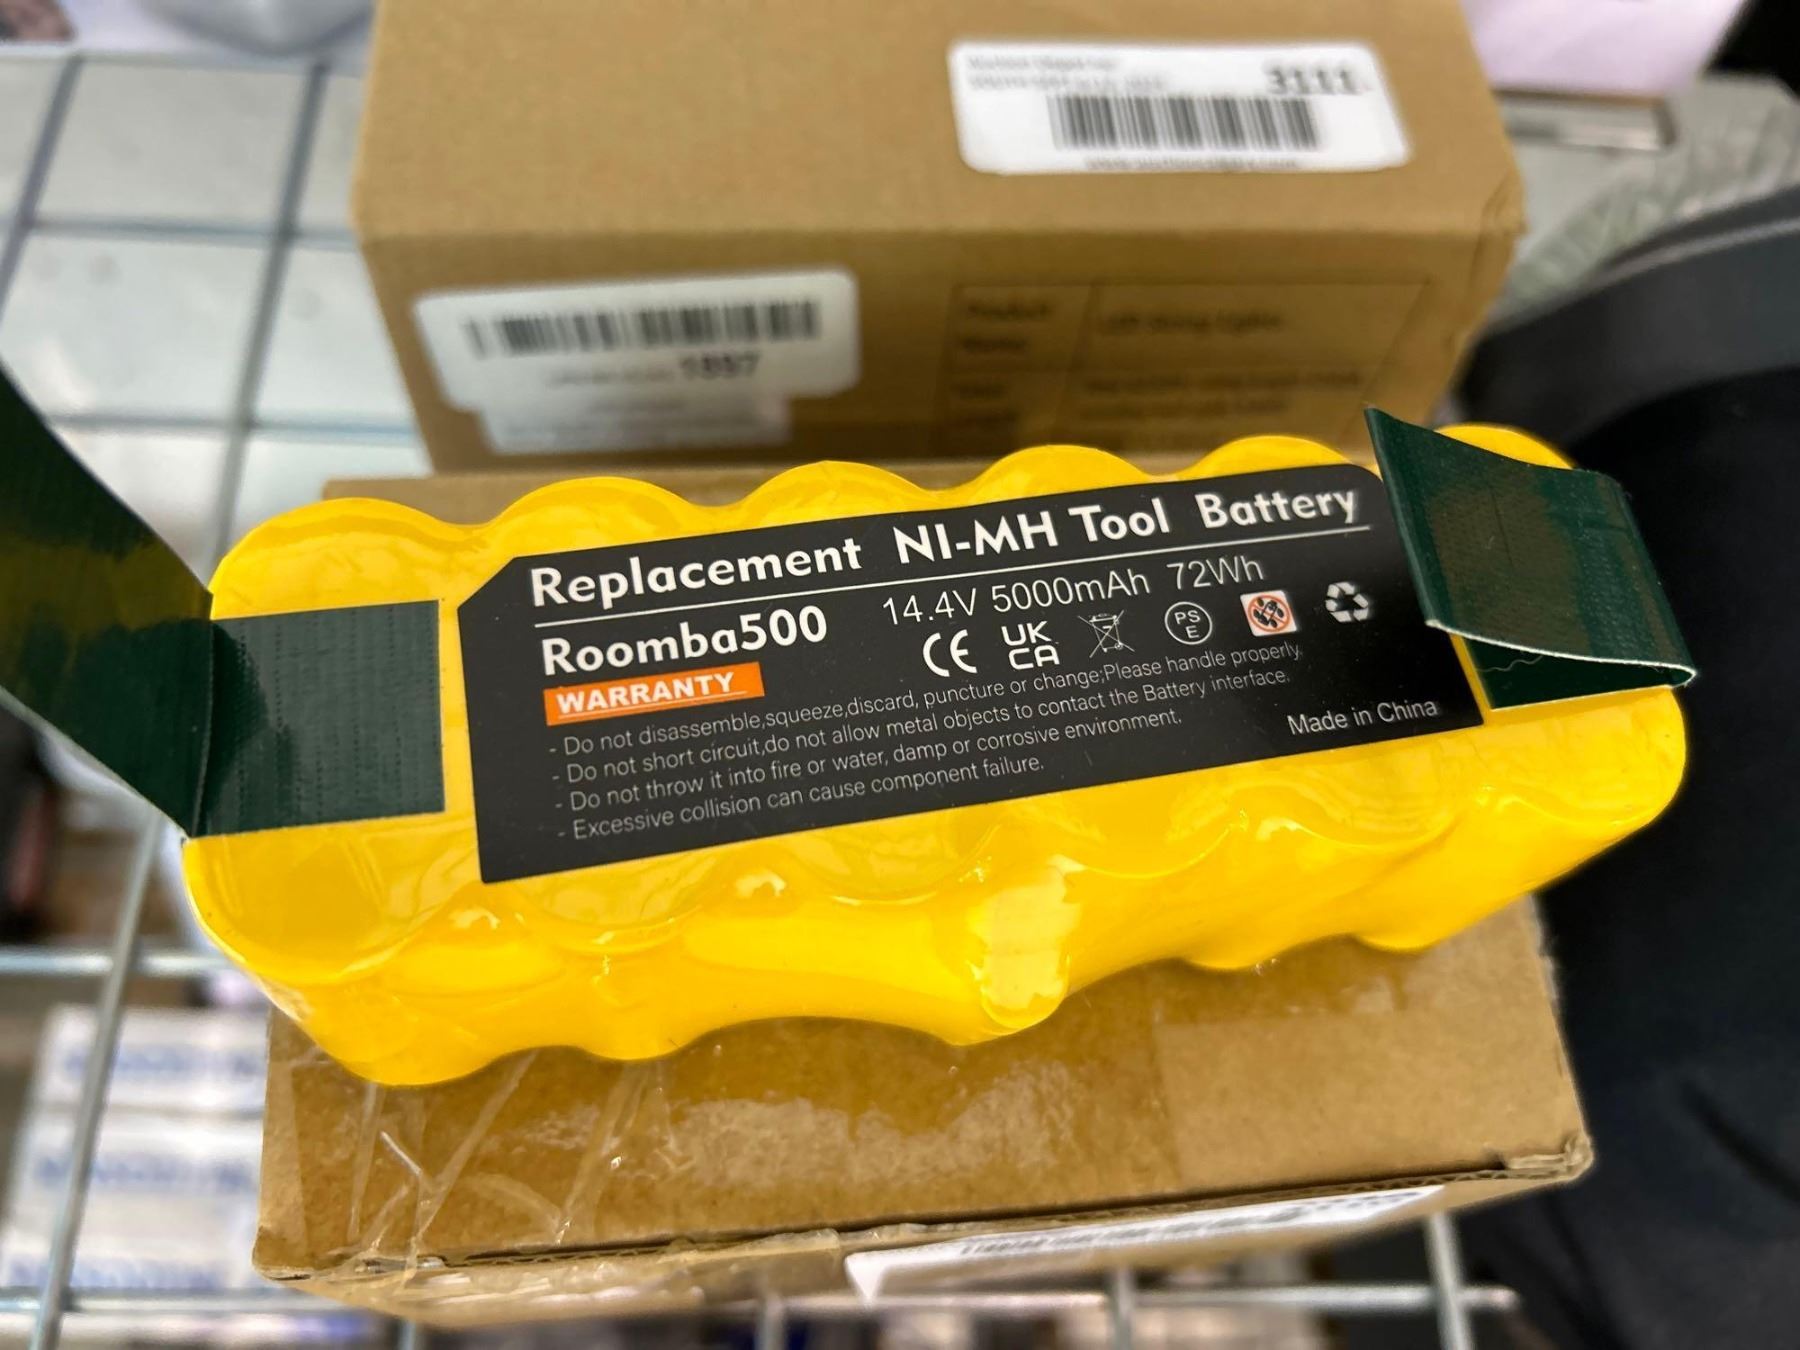 3111
1897
Replacement NI-MH Tool Battery
Roomba500
14.4V 5000mAh 72Wh
WARRANTY
CE UK CA PS E
- Do not disassemble,squeeze,discard, puncture or change;Please handle properly.
- Do not short circuit,do not allow metal objects to contact the Battery interface.
- Do not throw it into fire or water, damp or corrosive environment.
- Excessive collision can cause component failure.
Made in China